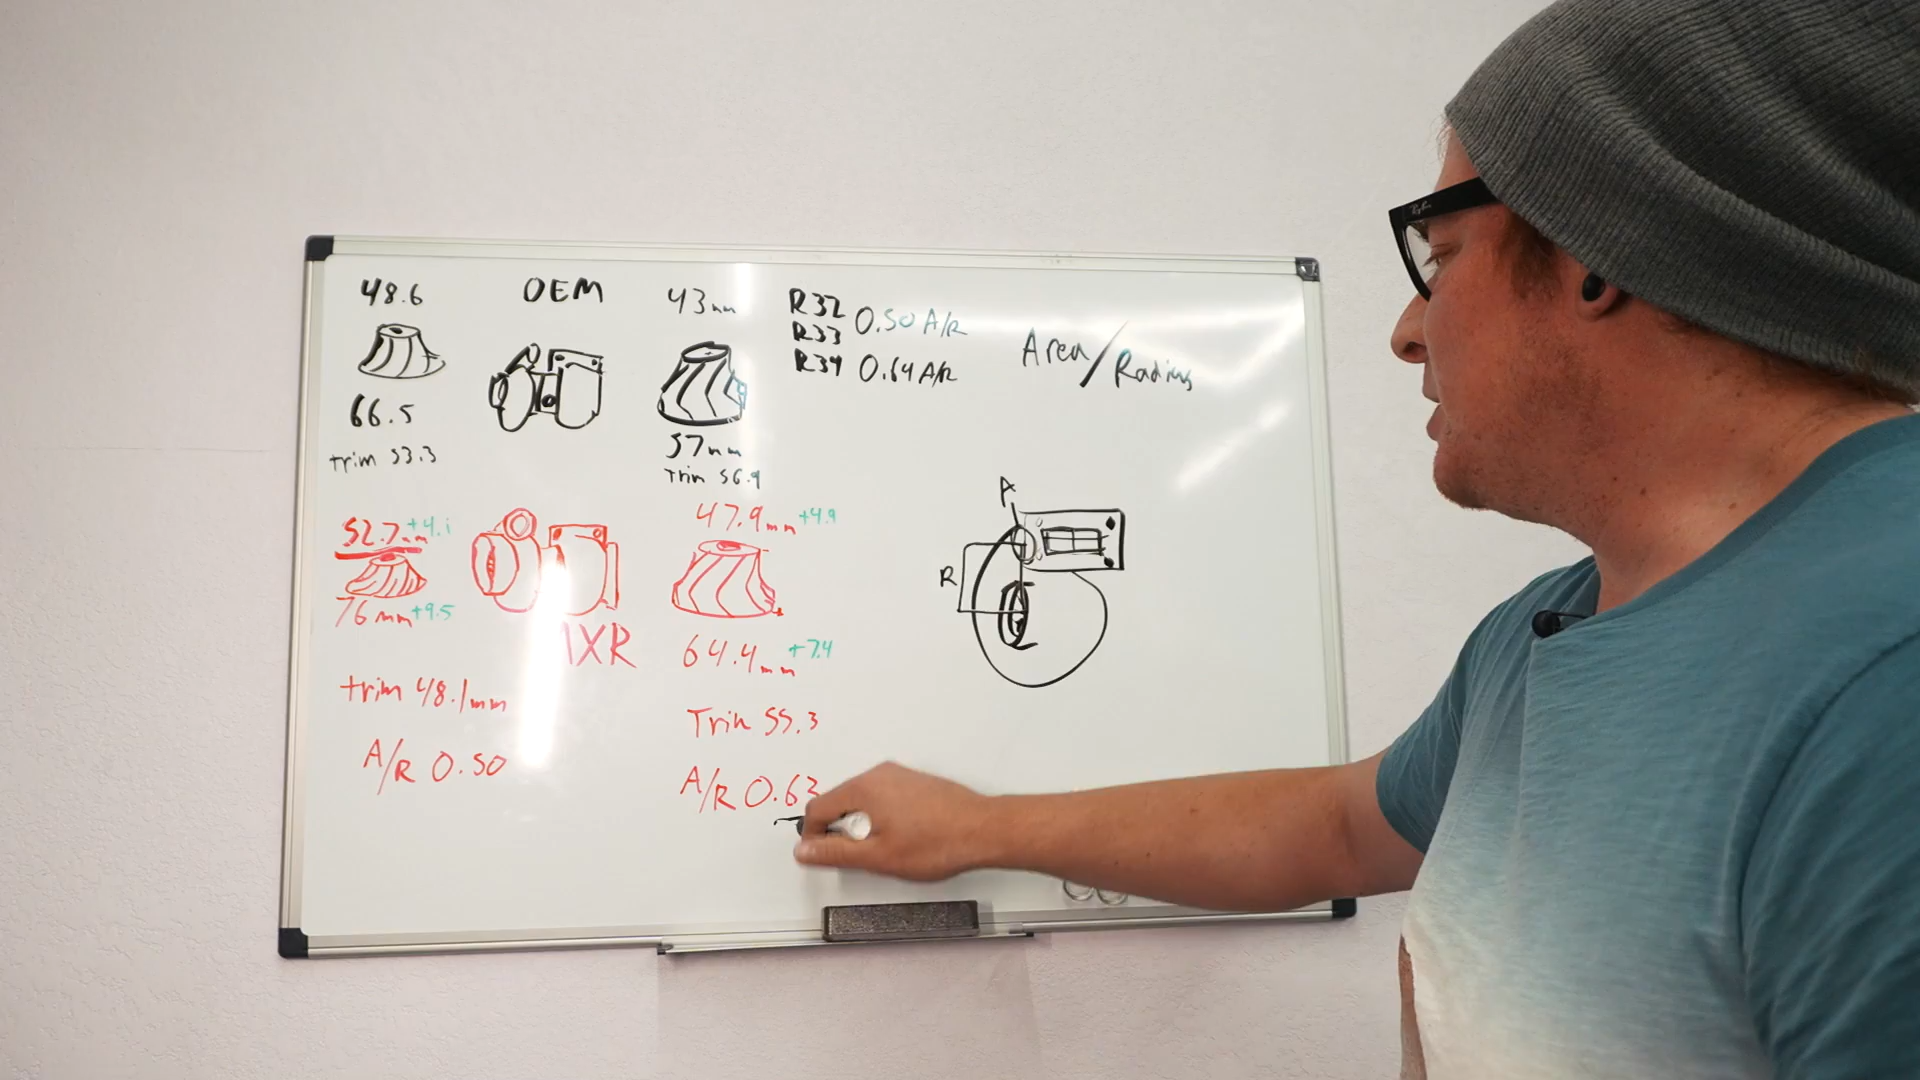 48.6
OEM
43mm
66.5
trim 53.3
57mm
Trim 56.9
R32
R33
0.50 A/R
R34
0.64 A/R
Area/Radius
52.7mm +4.1
76mm +9.5
trim 48.1mm
A/R 0.50
47.9mm +4.9
64.4mm +7.4
Trim 55.3
A/R 0.63
A
R
Ray-Ban